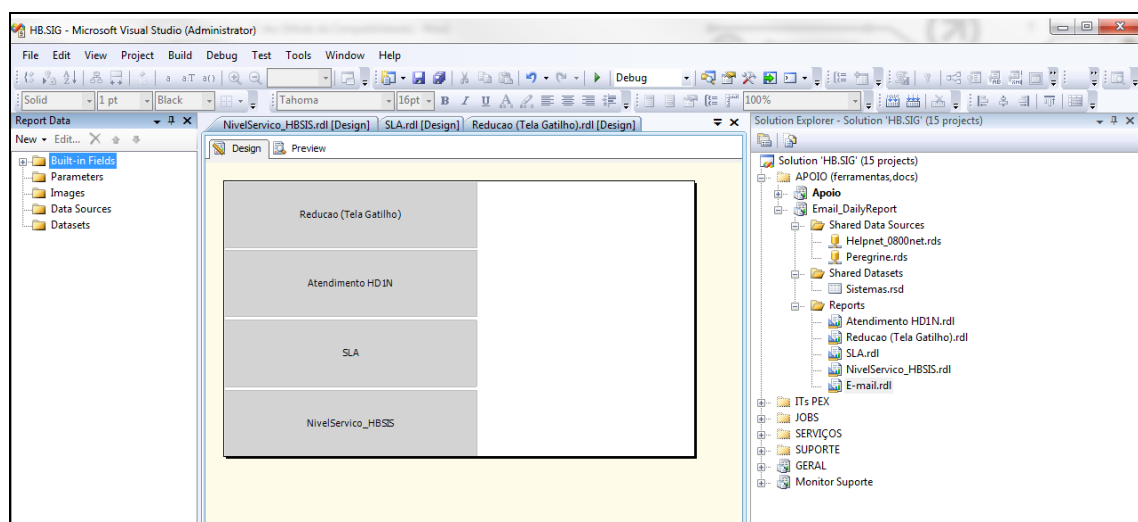 HB.SIG - Microsoft Visual Studio (Administrator)
File Edit View Project Build Debug Test Tools Window Help
Debug
Solid 1 pt Black Tahoma 16pt B I U A 100%
Report Data
New Edit...
Built-in Fields
Parameters
Images
Data Sources
Datasets
NivelServico_HBSIS.rdl [Design] SLA.rdl [Design] Reducao (Tela Gatilho).rdl [Design]
Design Preview
Reducao (Tela Gatilho)
Atendimento HD1N
SLA
NivelServico_HBSIS
Solution Explorer - Solution 'HB.SIG' (15 projects)
Solution 'HB.SIG' (15 projects)
APOIO (ferramentas,docs)
Apoio
Email_DailyReport
Shared Data Sources
Helpnet_0800net.rds
Peregrine.rds
Shared Datasets
Sistemas.rsd
Reports
Atendimento HD1N.rdl
Reducao (Tela Gatilho).rdl
SLA.rdl
NivelServico_HBSIS.rdl
E-mail.rdl
ITs PEX
JOBS
SERVIÇOS
SUPORTE
GERAL
Monitor Suporte